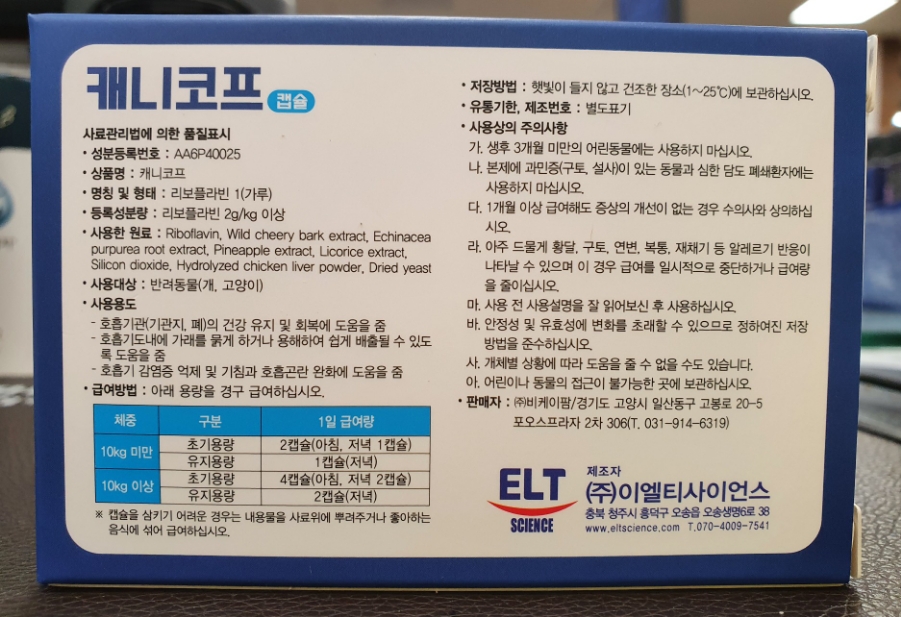 캐니코프 캡슐
사료관리법에 의한 품질표시
• 성분등록번호 : AA6P40025
• 상품명 : 캐니코프
• 명칭 및 형태 : 리보플라빈 1(가루)
• 등록성분량 : 리보플라빈 2g/kg 이상
• 사용한 원료 : Riboflavin, Wild cheery bark extract, Echinacea
purpurea root extract, Pineapple extract, Licorice extract,
Silicon dioxide, Hydrolyzed chicken liver powder, Dried yeast
• 사용대상 : 반려동물(개, 고양이)
• 사용용도
- 호흡기관(기관지, 폐)의 건강 유지 및 회복에 도움을 줌
- 호흡기도내에 가래를 묽게 하거나 용해하여 쉽게 배출될 수 있도
록 도움을 줌
- 호흡기 감염증 억제 및 기침과 호흡곤란 완화에 도움을 줌
• 급여방법 : 아래 용량을 경구 급여하십시오.
체중 구분 1일 급여량
10kg 미만 초기용량 2캡슐(아침, 저녁 1캡슐)
유지용량 1캡슐(저녁)
10kg 이상 초기용량 4캡슐(아침, 저녁 2캡슐)
유지용량 2캡슐(저녁)
※ 캡슐을 삼키기 어려운 경우는 내용물을 사료위에 뿌려주거나 좋아하는
음식에 섞어 급여하십시오.
• 저장방법 : 햇빛이 들지 않고 건조한 장소(1~25℃)에 보관하십시오.
• 유통기한, 제조번호 : 별도표기
• 사용상의 주의사항
가. 생후 3개월 미만의 어린동물에는 사용하지 마십시오.
나. 본제에 과민증(구토, 설사)이 있는 동물과 심한 담도 폐쇄환자에는
사용하지 마십시오.
다. 1개월 이상 급여해도 증상의 개선이 없는 경우 수의사와 상의하십
시오.
라. 아주 드물게 황달, 구토, 연변, 복통, 재채기 등 알레르기 반응이
나타날 수 있으며 이 경우 급여를 일시적으로 중단하거나 급여량
을 줄이십시오.
마. 사용 전 사용설명을 잘 읽어보신 후 사용하십시오.
바. 안정성 및 유효성에 변화를 초래할 수 있으므로 정하여진 저장
방법을 준수하십시오.
사. 개체별 상황에 따라 도움을 줄 수 없을 수도 있습니다.
아. 어린이나 동물의 접근이 불가능한 곳에 보관하십시오.
• 판매자 : ㈜비케이팜/경기도 고양시 일산동구 고봉로 20-5
포오스프라자 2차 306(T. 031-914-6319)
ELT
SCIENCE
제조자
(주)이엘티사이언스
충북 청주시 흥덕구 오송읍 오송생명6로 38
www.eltscience.com T.070-4009-7541